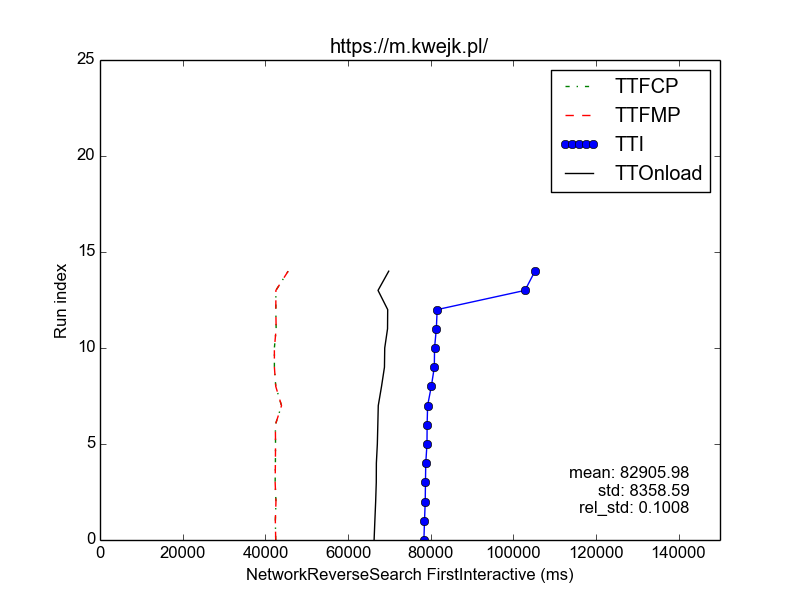 https://m.kwejk.pl/
25
20
15
10
5
0
Run index
TTFCP
TTFMP
TTI
TTOnload
mean: 82905.98
std: 8358.59
rel_std: 0.1008
0 20000 40000 60000 80000 100000 120000 140000
NetworkReverseSearch FirstInteractive (ms)